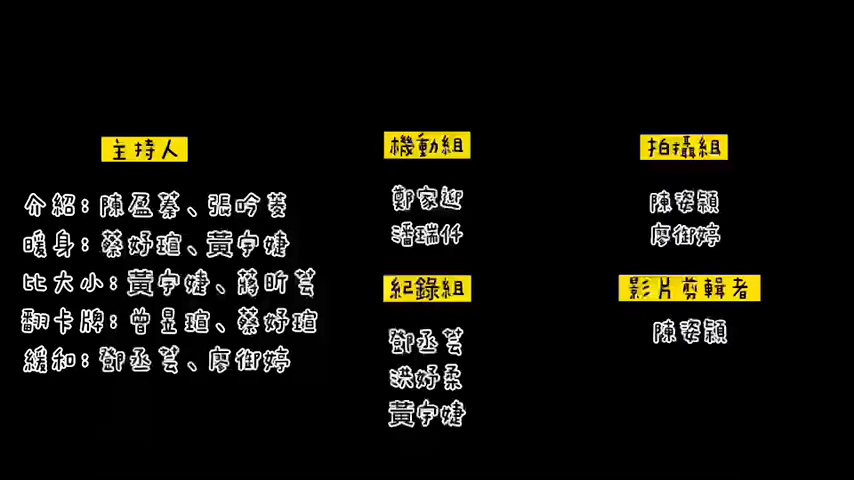 主持人
介紹:陳盈蓁、張吟菱
暖身:蔡妤瑄、黃宇婕
比大小:黃宇婕、蔣昕芸
翻卡牌:曾昱瑄、蔡妤瑄
緩和:鄧丞芸、廖御婷
機動組
鄭家迎
潘瑞仟
紀錄組
鄧丞芸
洪妤柔
黃宇婕
拍攝組
陳姿穎
廖御婷
影片剪輯者
陳姿穎